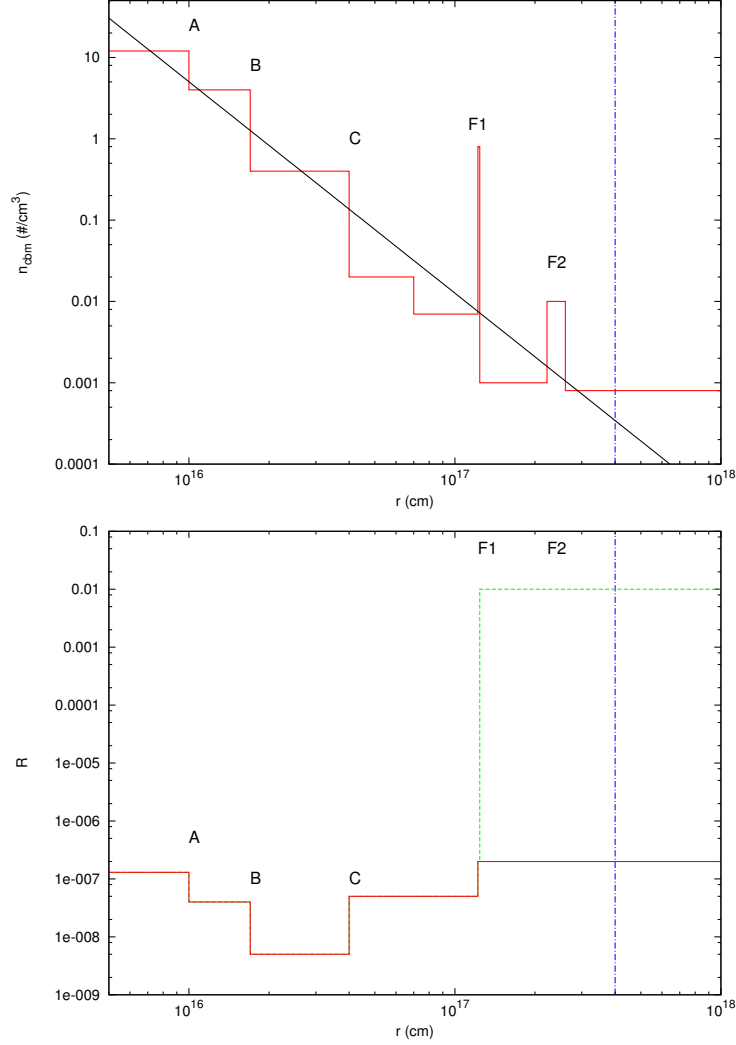 A
10
B
1
C
F1
0.1
n_cbm (#/cm^3)
F2
0.01
0.001
0.0001
10^16
10^17
10^18
r (cm)
0.1
F1
F2
0.01
0.001
0.0001
1e-005
R
1e-006
A
B
C
1e-007
1e-008
1e-009
10^16
10^17
10^18
r (cm)